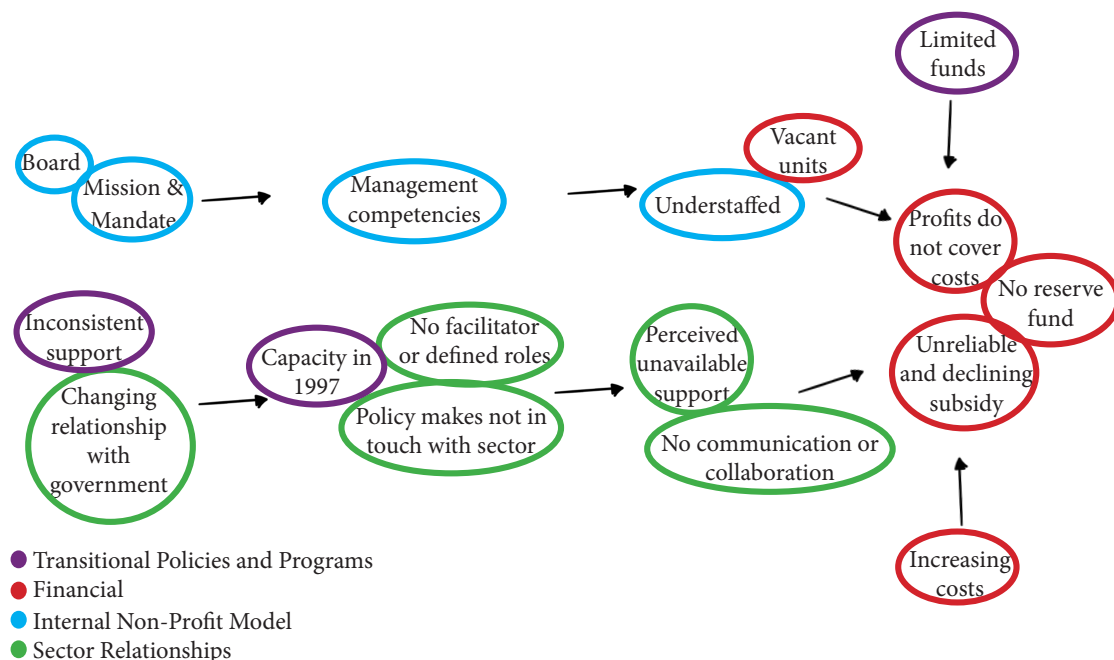 Limited
funds
Board
Mission &
Mandate
Management
competencies
Vacant
units
Understaffed
Profits do
not cover
costs
No reserve
fund
Inconsistent
support
Changing
relationship
with
government
Capacity in
1997
No facilitator
or defined roles
Policy makes not in
touch with sector
Perceived
unavailable
support
No communication or
collaboration
Unreliable
and declining
subsidy
Increasing
costs
Transitional Policies and Programs
Financial
Internal Non-Profit Model
Sector Relationships